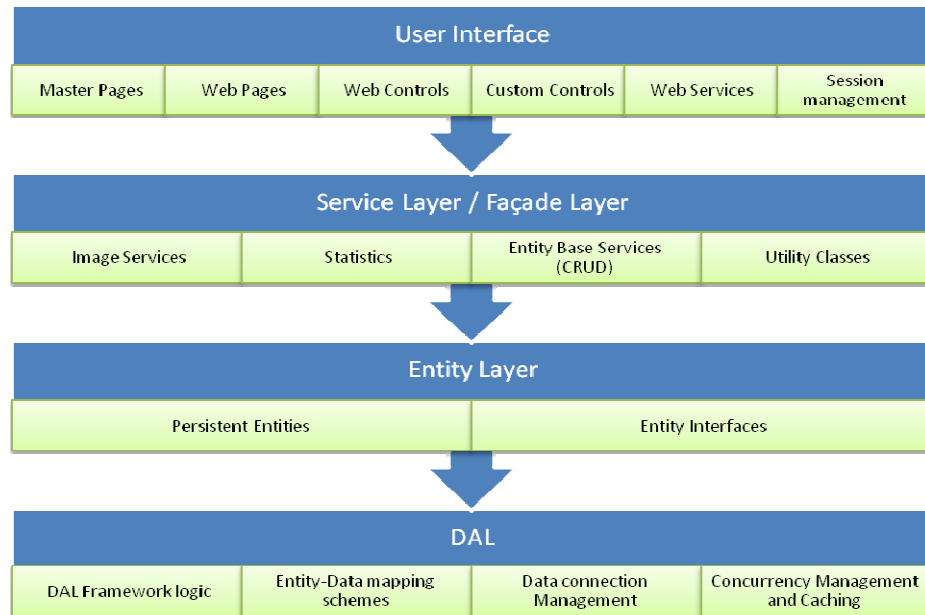 User Interface
Master Pages
Web Pages
Web Controls
Custom Controls
Web Services
Session
management
Service Layer / Façade Layer
Image Services
Statistics
Entity Base Services
(CRUD)
Utility Classes
Entity Layer
Persistent Entities
Entity Interfaces
DAL
DAL Framework logic
Entity-Data mapping
schemes
Data connection
Management
Concurrency Management
and Caching